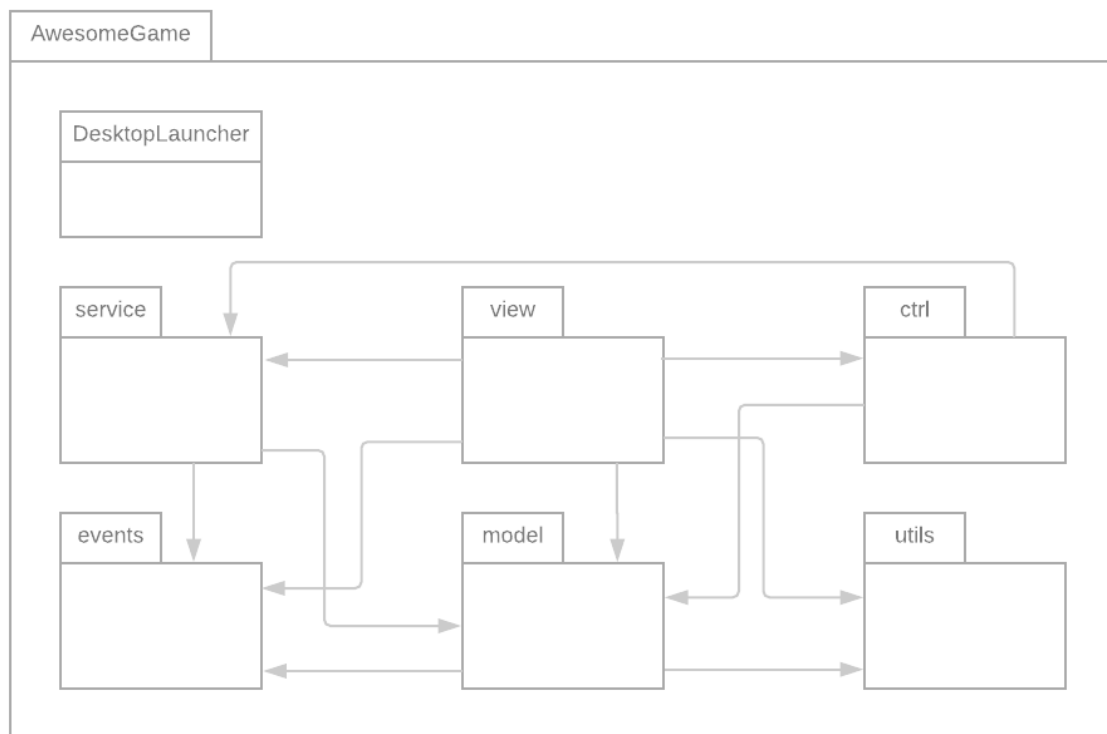 AwesomeGame
DesktopLauncher
service
view
ctrl
events
model
utils